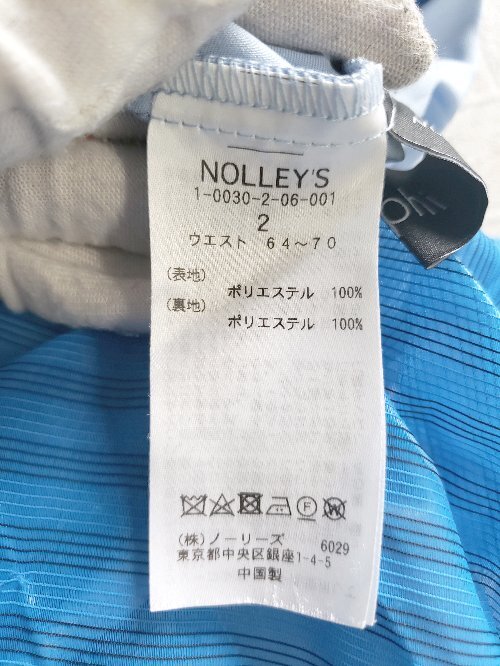 NOLLEY'S
1-0030-2-06-001
2
ウエスト 64～70
(表地)
ポリエステル 100%
(裏地)
ポリエステル 100%
(株)ノーリーズ 6029
東京都中央区銀座1-4-5
中国製